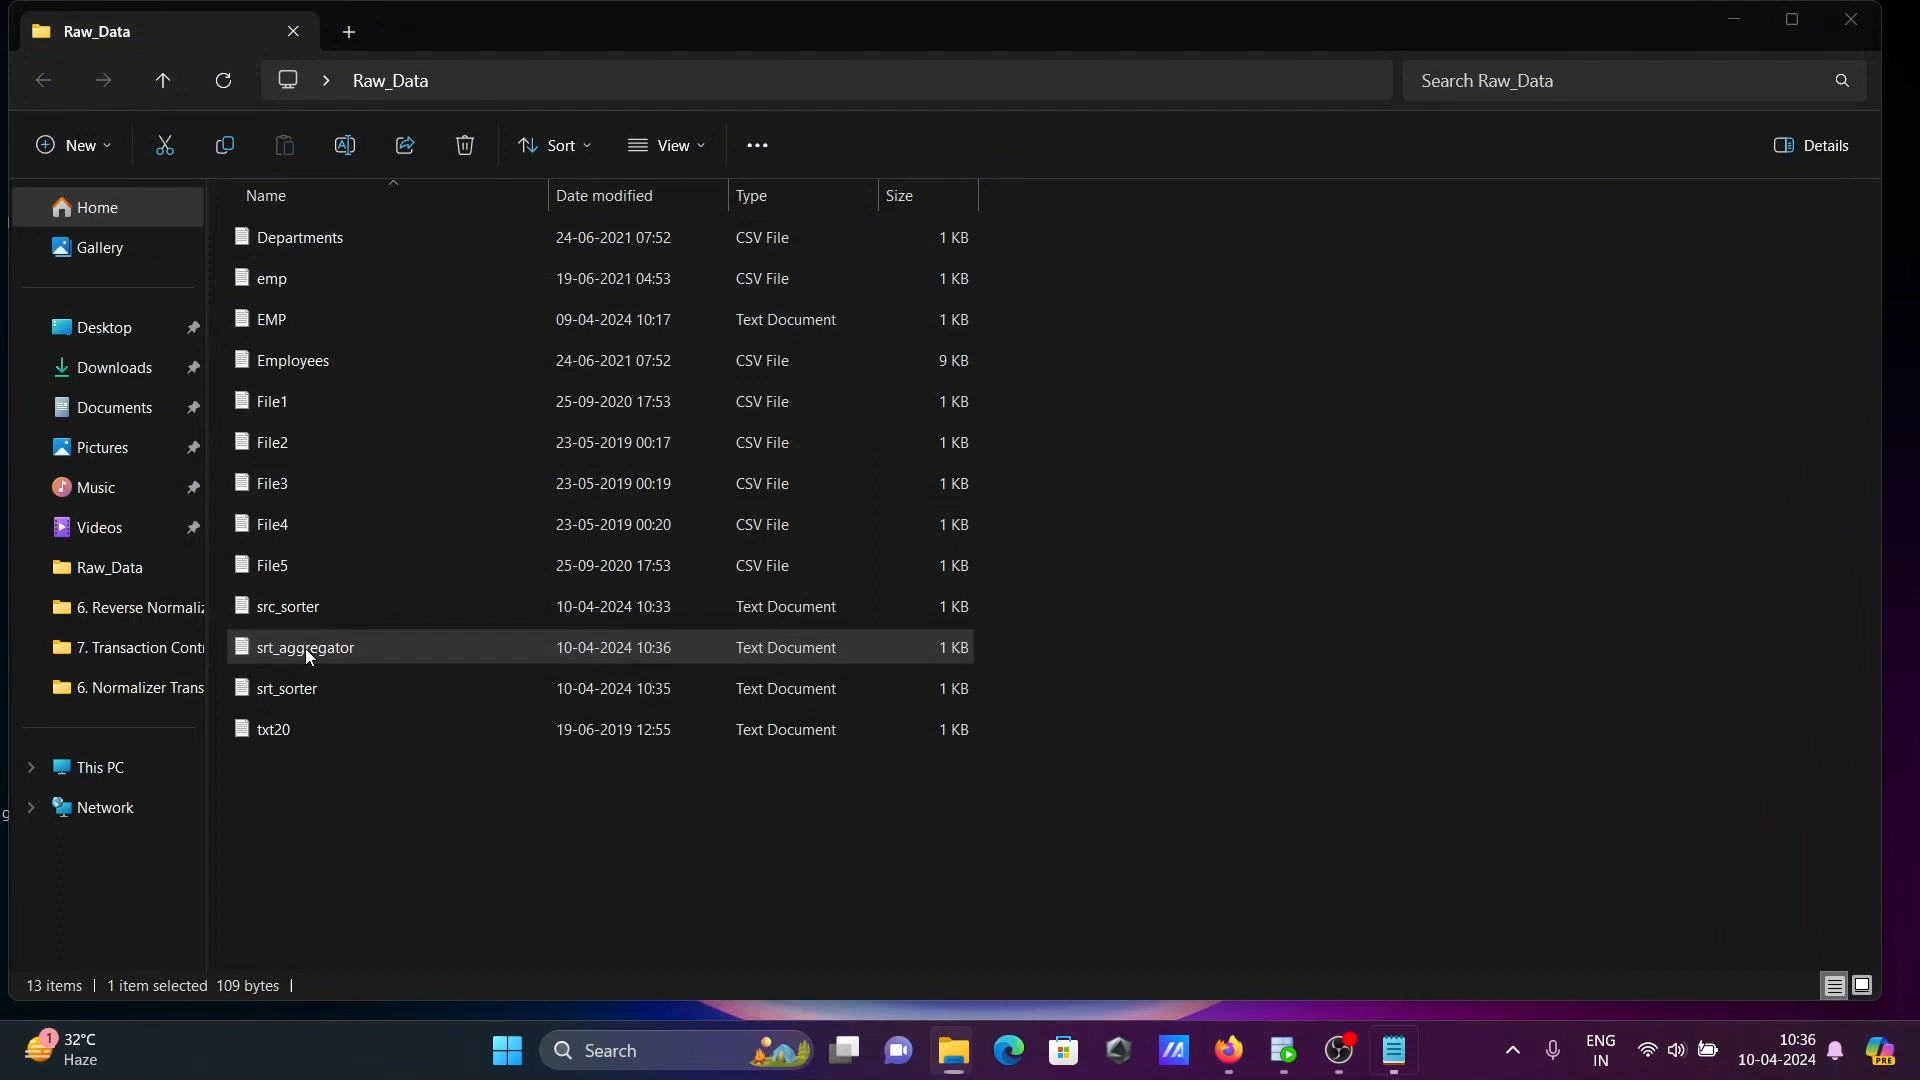 Raw_Data
Raw_Data
Search Raw_Data
New
Sort
View
Details
Name Date modified Type Size
Home
Gallery
Desktop
Downloads
Documents
Pictures
Music
Videos
Raw_Data
6. Reverse Normaliz
7. Transaction Contr
6. Normalizer Trans
This PC
Network
Departments 24-06-2021 07:52 CSV File 1 KB
emp 19-06-2021 04:53 CSV File 1 KB
EMP 09-04-2024 10:17 Text Document 1 KB
Employees 24-06-2021 07:52 CSV File 9 KB
File1 25-09-2020 17:53 CSV File 1 KB
File2 23-05-2019 00:17 CSV File 1 KB
File3 23-05-2019 00:19 CSV File 1 KB
File4 23-05-2019 00:20 CSV File 1 KB
File5 25-09-2020 17:53 CSV File 1 KB
src_sorter 10-04-2024 10:33 Text Document 1 KB
srt_aggregator 10-04-2024 10:36 Text Document 1 KB
srt_sorter 10-04-2024 10:35 Text Document 1 KB
txt20 19-06-2019 12:55 Text Document 1 KB
13 items 1 item selected 109 bytes
1
32°C
Haze
Search
ENG
IN
10:36
10-04-2024
PRE